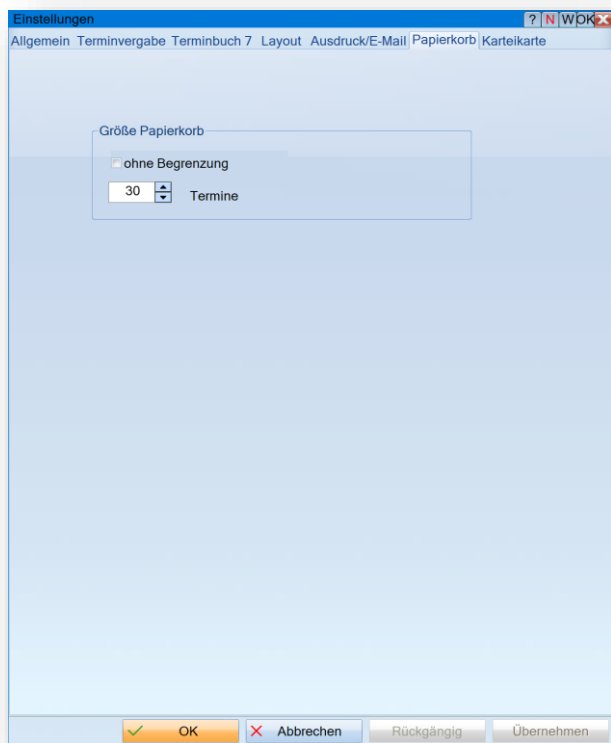 Einstellungen ? N W OK
Allgemein Terminvergabe Terminbuch 7 Layout Ausdruck/E-Mail Papierkorb Karteikarte
Größe Papierkorb
ohne Begrenzung
30 Termine
OK Abbrechen Rückgängig Übernehmen